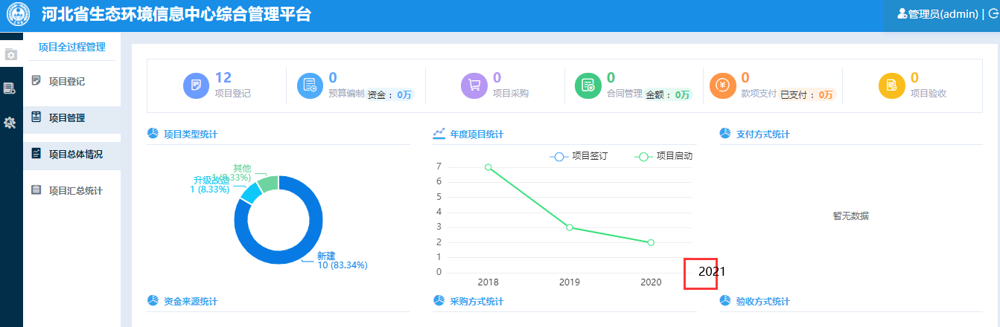 河北省生态环境信息中心综合管理平台
管理员(admin) |
项目全过程管理
项目登记
项目管理
项目总体情况
项目汇总统计
12
项目登记
0
预算编制 资金： 0万
0
项目采购
0
合同管理 金额： 0万
0
款项支付 已支付： 0万
0
项目验收
项目类型统计
其他
1 (8.33%)
升级改造
1 (8.33%)
新建
10 (83.34%)
年度项目统计
项目签订 项目启动
7
6
5
4
3
2
1
0
2018 2019 2020 2021
支付方式统计
暂无数据
资金来源统计
采购方式统计
验收方式统计